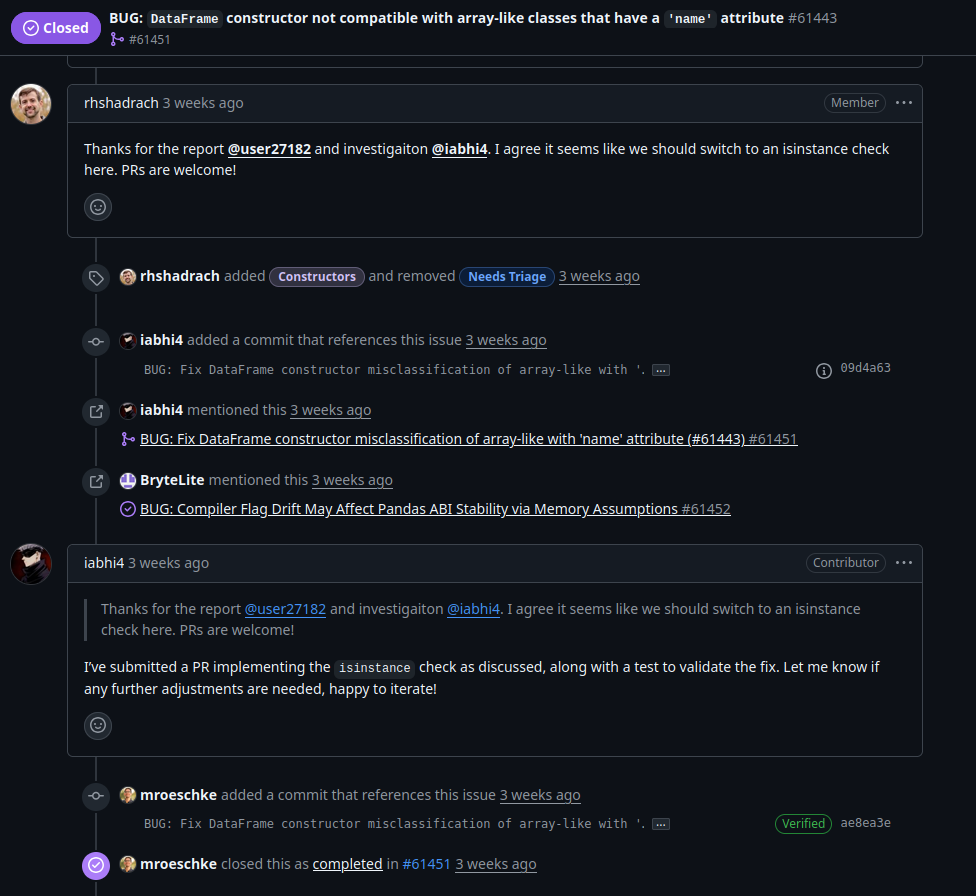 Closed
BUG: DataFrame constructor not compatible with array-like classes that have a 'name' attribute #61443
#61451
rhshadrach 3 weeks ago
Member
Thanks for the report @user27182 and investigaiton @iabhi4. I agree it seems like we should switch to an isinstance check
here. PRs are welcome!
rhshadrach added Constructors and removed Needs Triage 3 weeks ago
iabhi4 added a commit that references this issue 3 weeks ago
BUG: Fix DataFrame constructor misclassification of array-like with '. ...
09d4a63
iabhi4 mentioned this 3 weeks ago
BUG: Fix DataFrame constructor misclassification of array-like with 'name' attribute (#61443) #61451
BryteLite mentioned this 3 weeks ago
BUG: Compiler Flag Drift May Affect Pandas ABI Stability via Memory Assumptions #61452
iabhi4 3 weeks ago
Contributor
Thanks for the report @user27182 and investigaiton @iabhi4. I agree it seems like we should switch to an isinstance
check here. PRs are welcome!
I've submitted a PR implementing the isinstance check as discussed, along with a test to validate the fix. Let me know if
any further adjustments are needed, happy to iterate!
mroeschke added a commit that references this issue 3 weeks ago
BUG: Fix DataFrame constructor misclassification of array-like with '. ...
Verified ae8ea3e
mroeschke closed this as completed in #61451 3 weeks ago